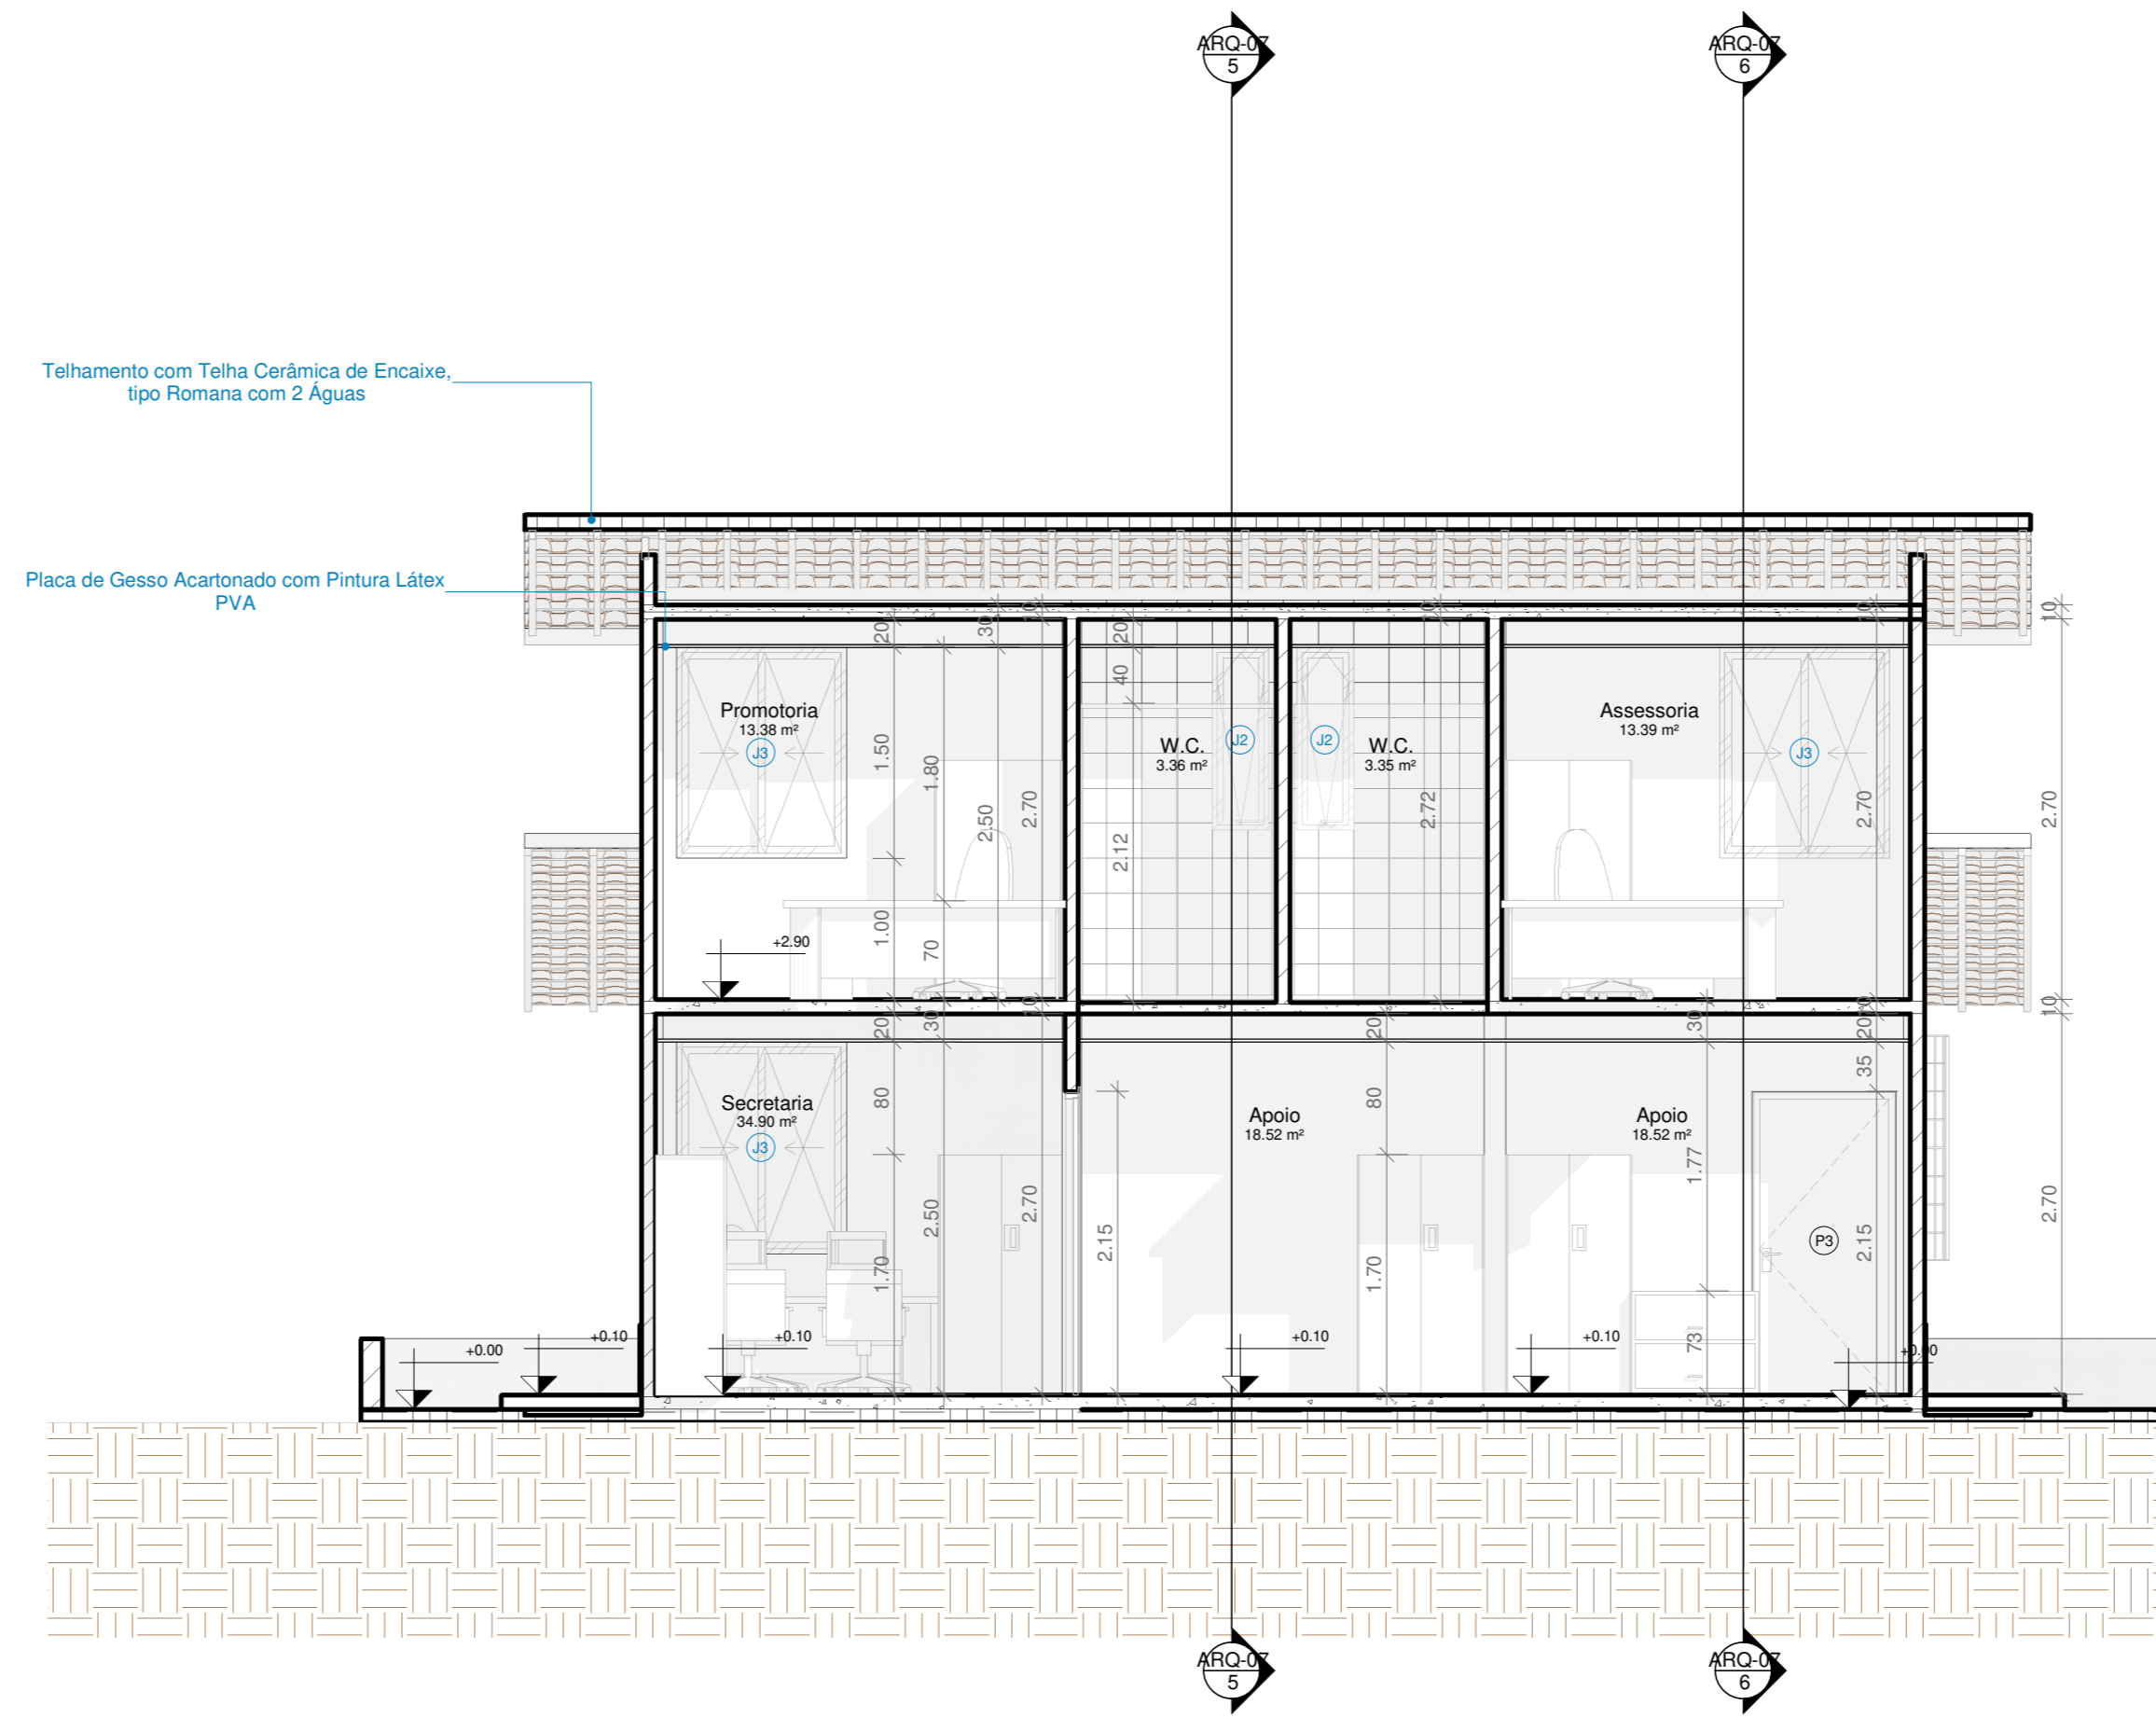 ARQ-07
5
ARQ-07
6
Telhamento com Telha Cerâmica de Encaixe,
tipo Romana com 2 Águas
Placa de Gesso Acartonado com Pintura Látex
PVA
10
20
30
10
20
10
10
10
40
Promotoria
13.38 m²
J3
1.50
1.80
2.50
2.70
W.C.
3.36 m²
J2
J2
W.C.
3.35 m²
2.12
2.72
Assessoria
13.39 m²
J3
2.70
2.70
1.00
70
+2.90
20
30
10
20
30
20
10
10
Secretaria
34.90 m²
J3
80
1.70
2.50
2.70
2.15
Apoio
18.52 m²
80
1.70
Apoio
18.52 m²
1.77
73
35
2.15
P3
2.70
+0.00
+0.10
+0.10
+0.10
+0.10
+0.00
ARQ-07
5
ARQ-07
6